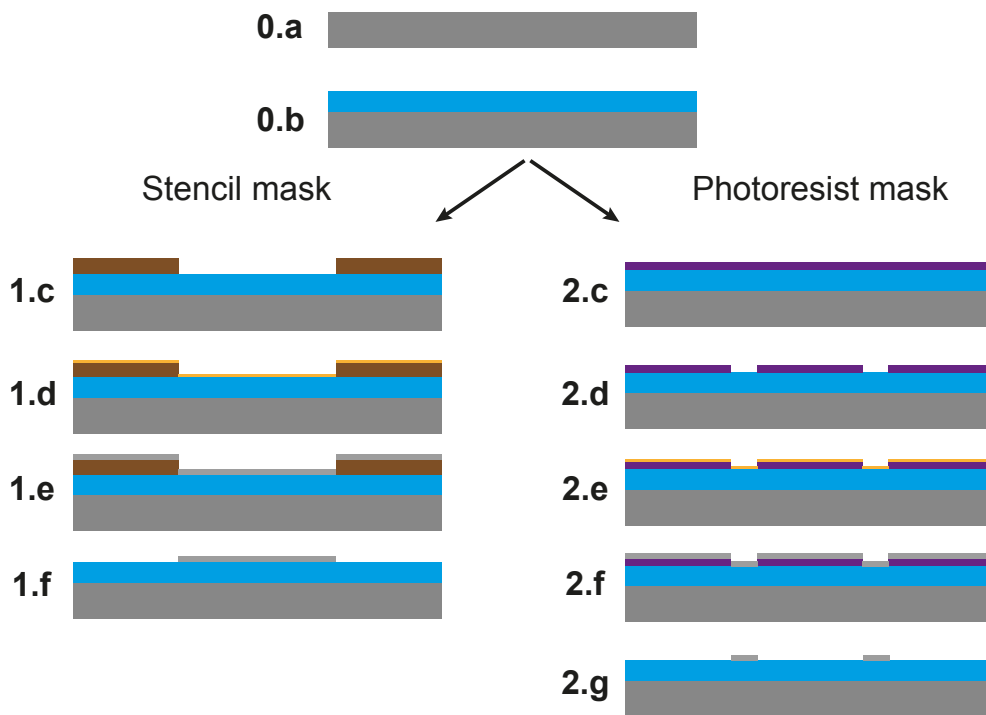 0.a
0.b
Stencil mask
Photoresist mask
1.c
2.c
1.d
2.d
1.e
2.e
1.f
2.f
2.g